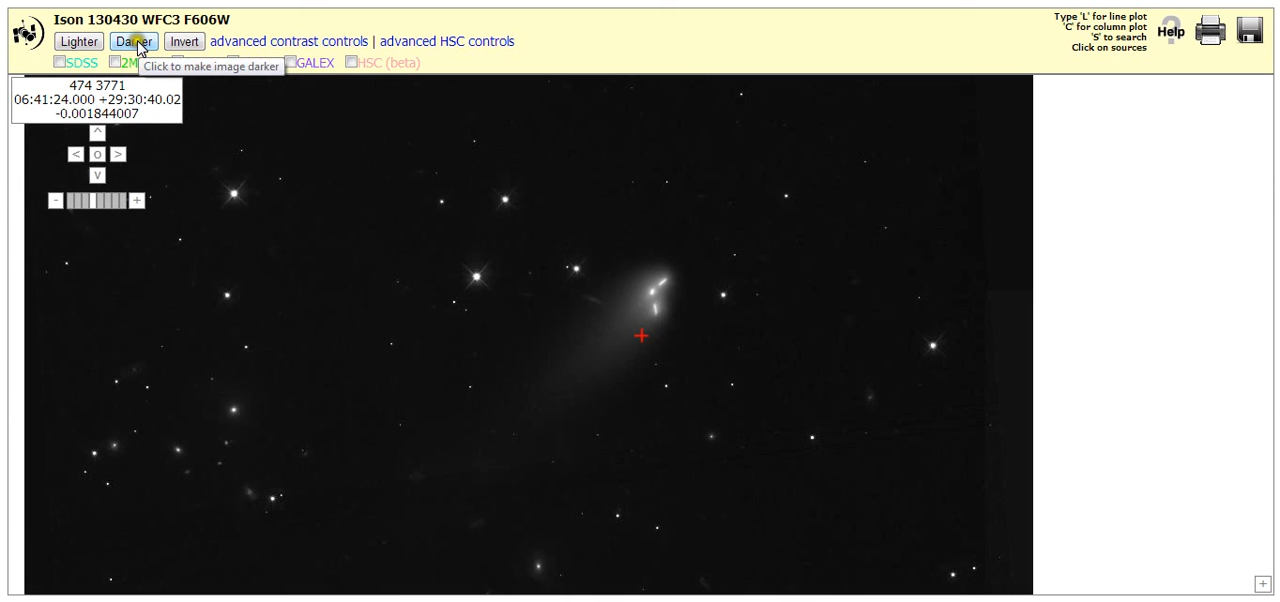 Ison 130430 WFC3 F606W
Lighter
Invert
advanced contrast controls | advanced HSC controls
Type 'L' for line plot
'C' for column plot
'S' to search
Click on sources
Help
SDSS
GALEX
HSC (beta)
Click to make image darker
474 3771
06:41:24.000 +29:30:40.02
-0.001844007
^
< o >
v
- +
+